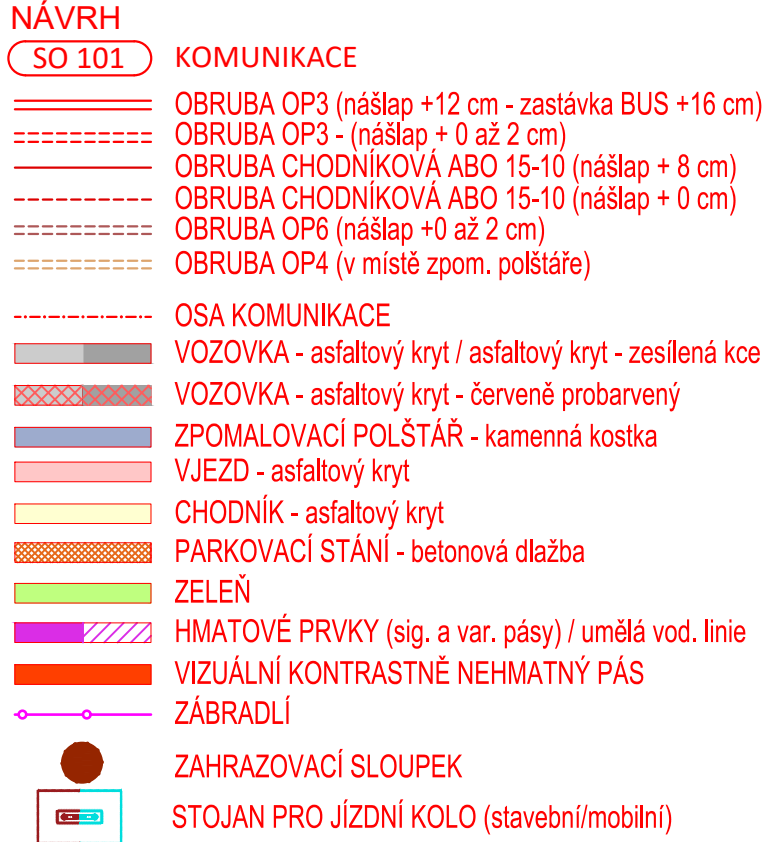 NÁVRH
SO 101 KOMUNIKACE
OBRUBA OP3 (nášlap +12 cm - zastávka BUS +16 cm)
OBRUBA OP3 - (nášlap + 0 až 2 cm)
OBRUBA CHODNÍKOVÁ ABO 15-10 (nášlap + 8 cm)
OBRUBA CHODNÍKOVÁ ABO 15-10 (nášlap + 0 cm)
OBRUBA OP6 (nášlap +0 až 2 cm)
OBRUBA OP4 (v místě zpom. polštáře)
OSA KOMUNIKACE
VOZOVKA - asfaltový kryt / asfaltový kryt - zesílená kce
VOZOVKA - asfaltový kryt - červeně probarvený
ZPOMALOVACÍ POLŠTÁŘ - kamenná kostka
VJEZD - asfaltový kryt
CHODNÍK - asfaltový kryt
PARKOVACÍ STÁNÍ - betonová dlažba
ZELEŇ
HMATOVÉ PRVKY (sig. a var. pásy) / umělá vod. linie
VIZUÁLNÍ KONTRASTNĚ NEHMATNÝ PÁS
ZÁBRADLÍ
ZAHRAZOVACÍ SLOUPEK
STOJAN PRO JÍZDNÍ KOLO (stavební/mobilní)